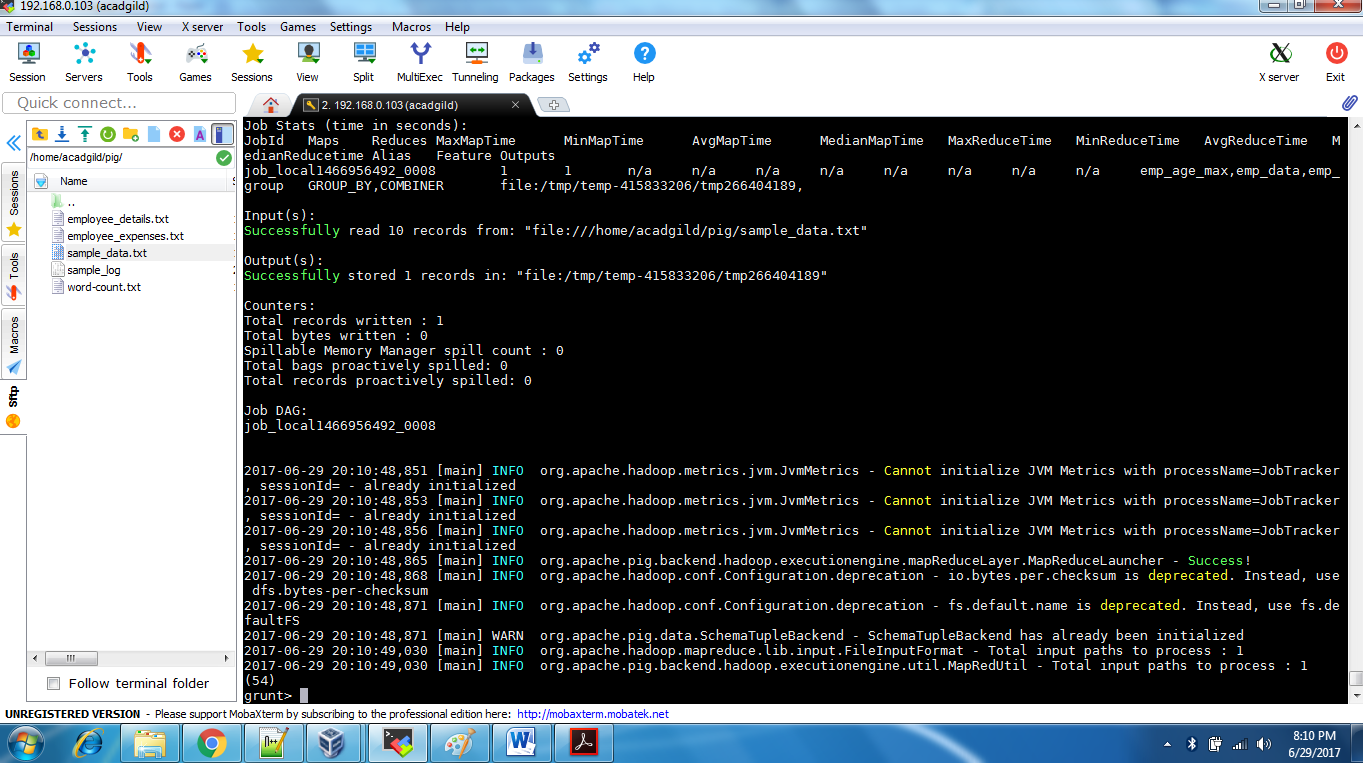 192.168.0.103 (acadgild)
Terminal Sessions View X server Tools Games Settings Macros Help
Session Servers Tools Games Sessions View Split MultiExec Tunneling Packages Settings Help X server Exit
Quick connect...
2. 192.168.0.103 (acadgild)
/home/acadgild/pig/
Name
..
employee_details.txt
employee_expenses.txt
sample_data.txt
sample_log
word-count.txt
Sessions
Tools
Macros
Sftp
Follow terminal folder
Job Stats (time in seconds):
JobId Maps Reduces MaxMapTime MinMapTime AvgMapTime MedianMapTime MaxReduceTime MinReduceTime AvgReduceTime M
edianReducetime Alias Feature Outputs
job_local1466956492_0008 1 1 n/a n/a n/a n/a n/a n/a n/a n/a emp_age_max,emp_data,emp_
group GROUP_BY,COMBINER file:/tmp/temp-415833206/tmp266404189,
Input(s):
Successfully read 10 records from: "file:///home/acadgild/pig/sample_data.txt"
Output(s):
Successfully stored 1 records in: "file:/tmp/temp-415833206/tmp266404189"
Counters:
Total records written : 1
Total bytes written : 0
Spillable Memory Manager spill count : 0
Total bags proactively spilled: 0
Total records proactively spilled: 0
Job DAG:
job_local1466956492_0008
2017-06-29 20:10:48,851 [main] INFO org.apache.hadoop.metrics.jvm.JvmMetrics - Cannot initialize JVM Metrics with processName=JobTracker
, sessionId= - already initialized
2017-06-29 20:10:48,853 [main] INFO org.apache.hadoop.metrics.jvm.JvmMetrics - Cannot initialize JVM Metrics with processName=JobTracker
, sessionId= - already initialized
2017-06-29 20:10:48,856 [main] INFO org.apache.hadoop.metrics.jvm.JvmMetrics - Cannot initialize JVM Metrics with processName=JobTracker
, sessionId= - already initialized
2017-06-29 20:10:48,865 [main] INFO org.apache.pig.backend.hadoop.executionengine.mapReduceLayer.MapReduceLauncher - Success!
2017-06-29 20:10:48,868 [main] INFO org.apache.hadoop.conf.Configuration.deprecation - io.bytes.per.checksum is deprecated. Instead, use
dfs.bytes-per-checksum
2017-06-29 20:10:48,871 [main] INFO org.apache.hadoop.conf.Configuration.deprecation - fs.default.name is deprecated. Instead, use fs.de
faultFS
2017-06-29 20:10:48,871 [main] WARN org.apache.pig.data.SchemaTupleBackend - SchemaTupleBackend has already been initialized
2017-06-29 20:10:49,030 [main] INFO org.apache.hadoop.mapreduce.lib.input.FileInputFormat - Total input paths to process : 1
2017-06-29 20:10:49,030 [main] INFO org.apache.pig.backend.hadoop.executionengine.util.MapRedUtil - Total input paths to process : 1
(54)
grunt>
UNREGISTERED VERSION - Please support MobaXterm by subscribing to the professional edition here: http://mobaxterm.mobatek.net
8:10 PM
6/29/2017